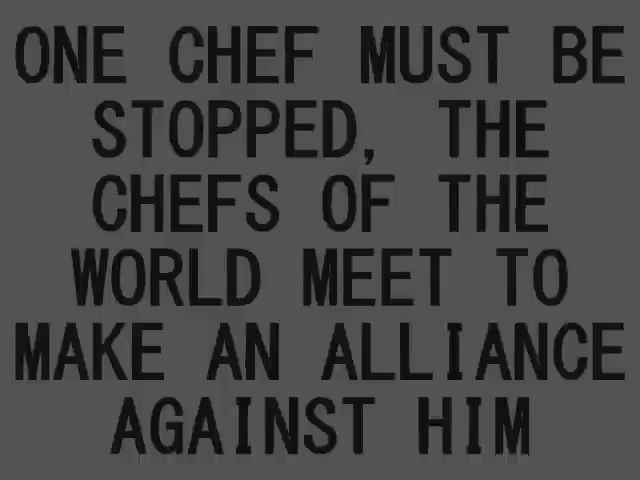 ONE CHEF MUST BE
STOPPED, THE
CHEFS OF THE
WORLD MEET TO
MAKE AN ALLIANCE
AGAINST HIM